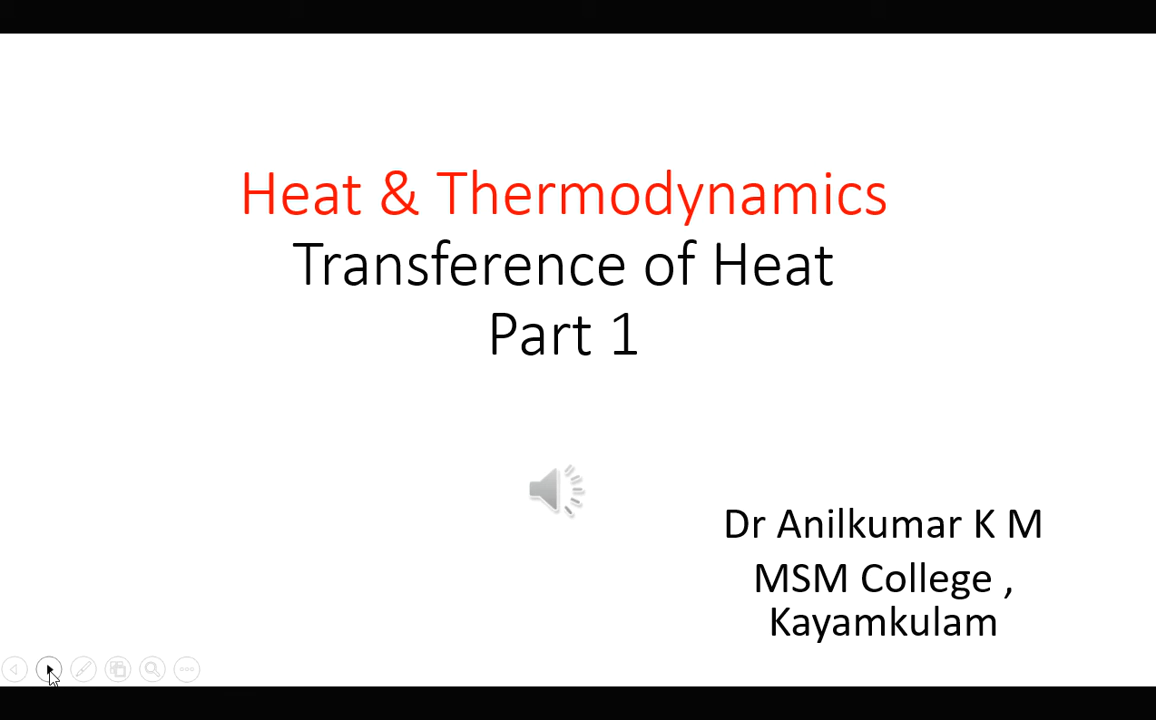 Heat & Thermodynamics
Transference of Heat
Part 1
Dr Anilkumar K M
MSM College ,
Kayamkulam